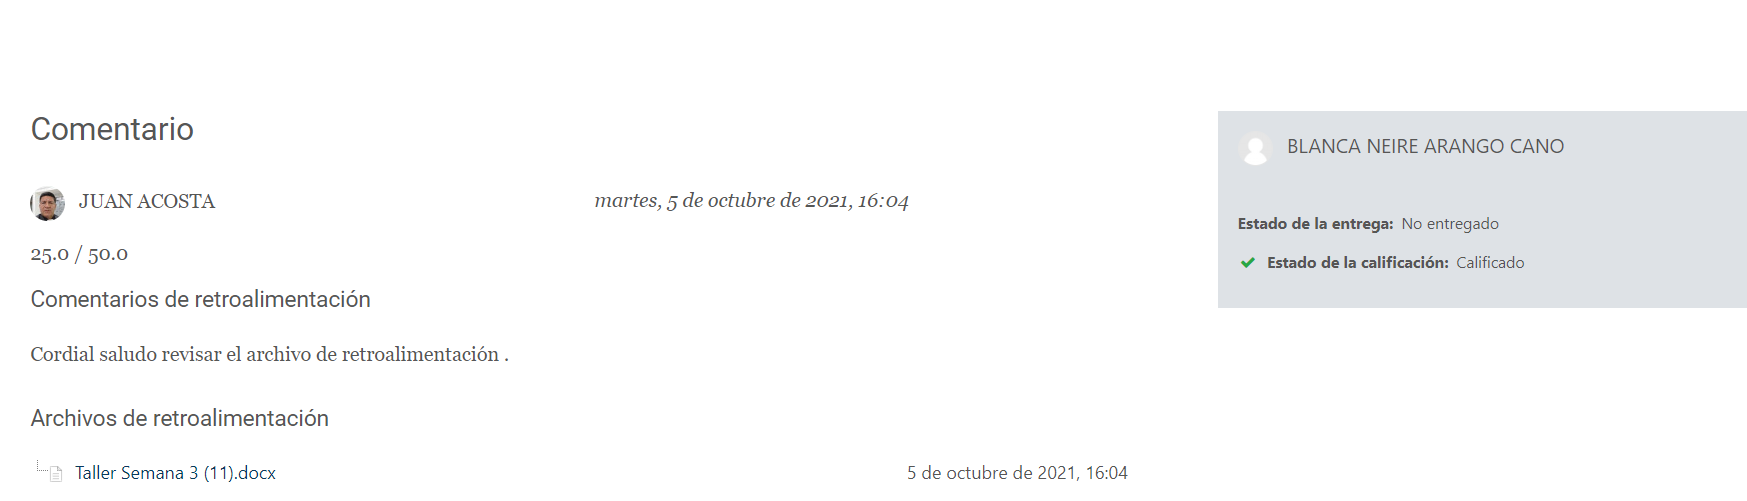 Comentario
JUAN ACOSTA
martes, 5 de octubre de 2021, 16:04
25.0 / 50.0
Comentarios de retroalimentación
Cordial saludo revisar el archivo de retroalimentación .
Archivos de retroalimentación
Taller Semana 3 (11).docx
5 de octubre de 2021, 16:04
BLANCA NEIRE ARANGO CANO
Estado de la entrega: No entregado
Estado de la calificación: Calificado